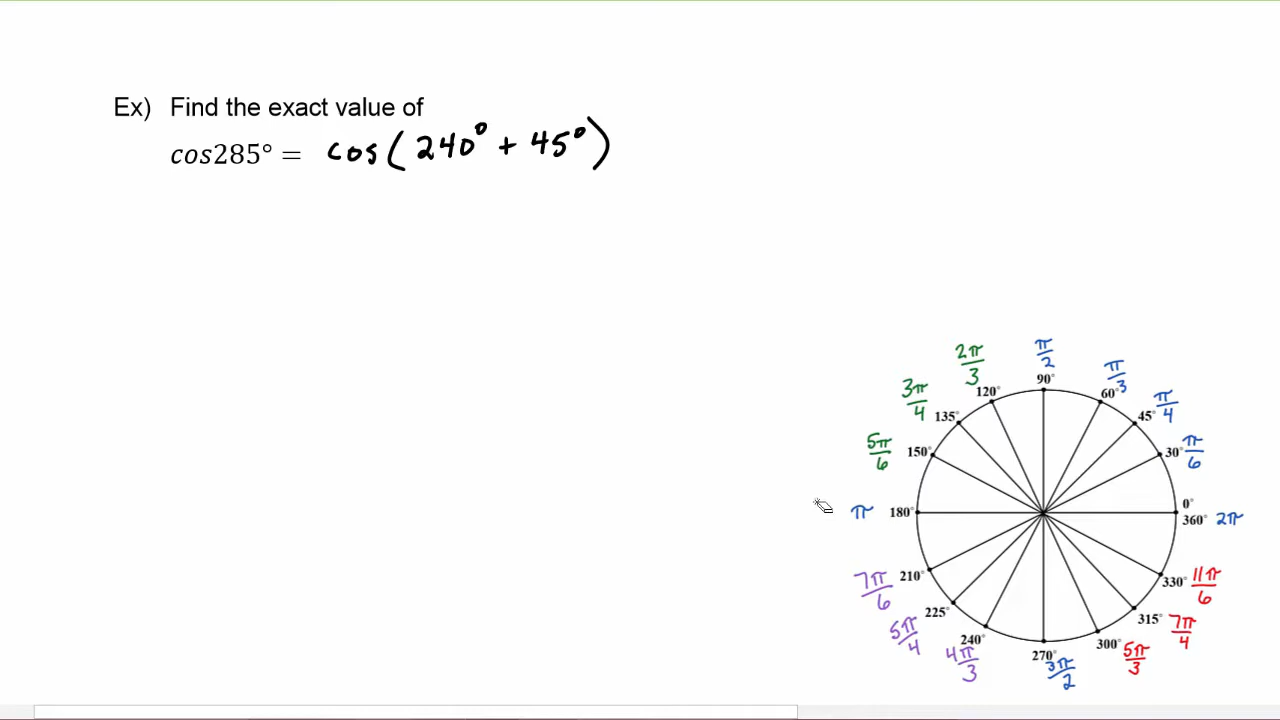 Ex) Find the exact value of
cos285° = cos(240° + 45°)
π/2
2π/3
90°
π/3
120°
60°
3π/4
135°
45°
π/4
5π/6
150°
30°
π/6
0°
π
180°
360°
2π
7π/6
210°
330°
11π/6
225°
315°
7π/4
5π/4
240°
300°
4π/3
270°
3π/2
5π/3